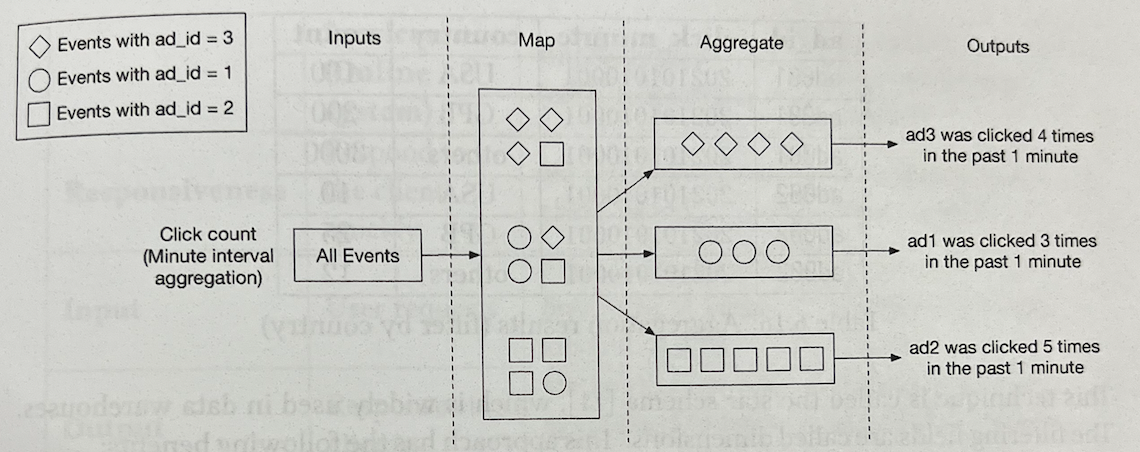 Events with ad_id = 3
Events with ad_id = 1
Events with ad_id = 2
Inputs
Map
Aggregate
Outputs
Click count
(Minute interval
aggregation)
All Events
ad3 was clicked 4 times
in the past 1 minute
ad1 was clicked 3 times
in the past 1 minute
ad2 was clicked 5 times
in the past 1 minute